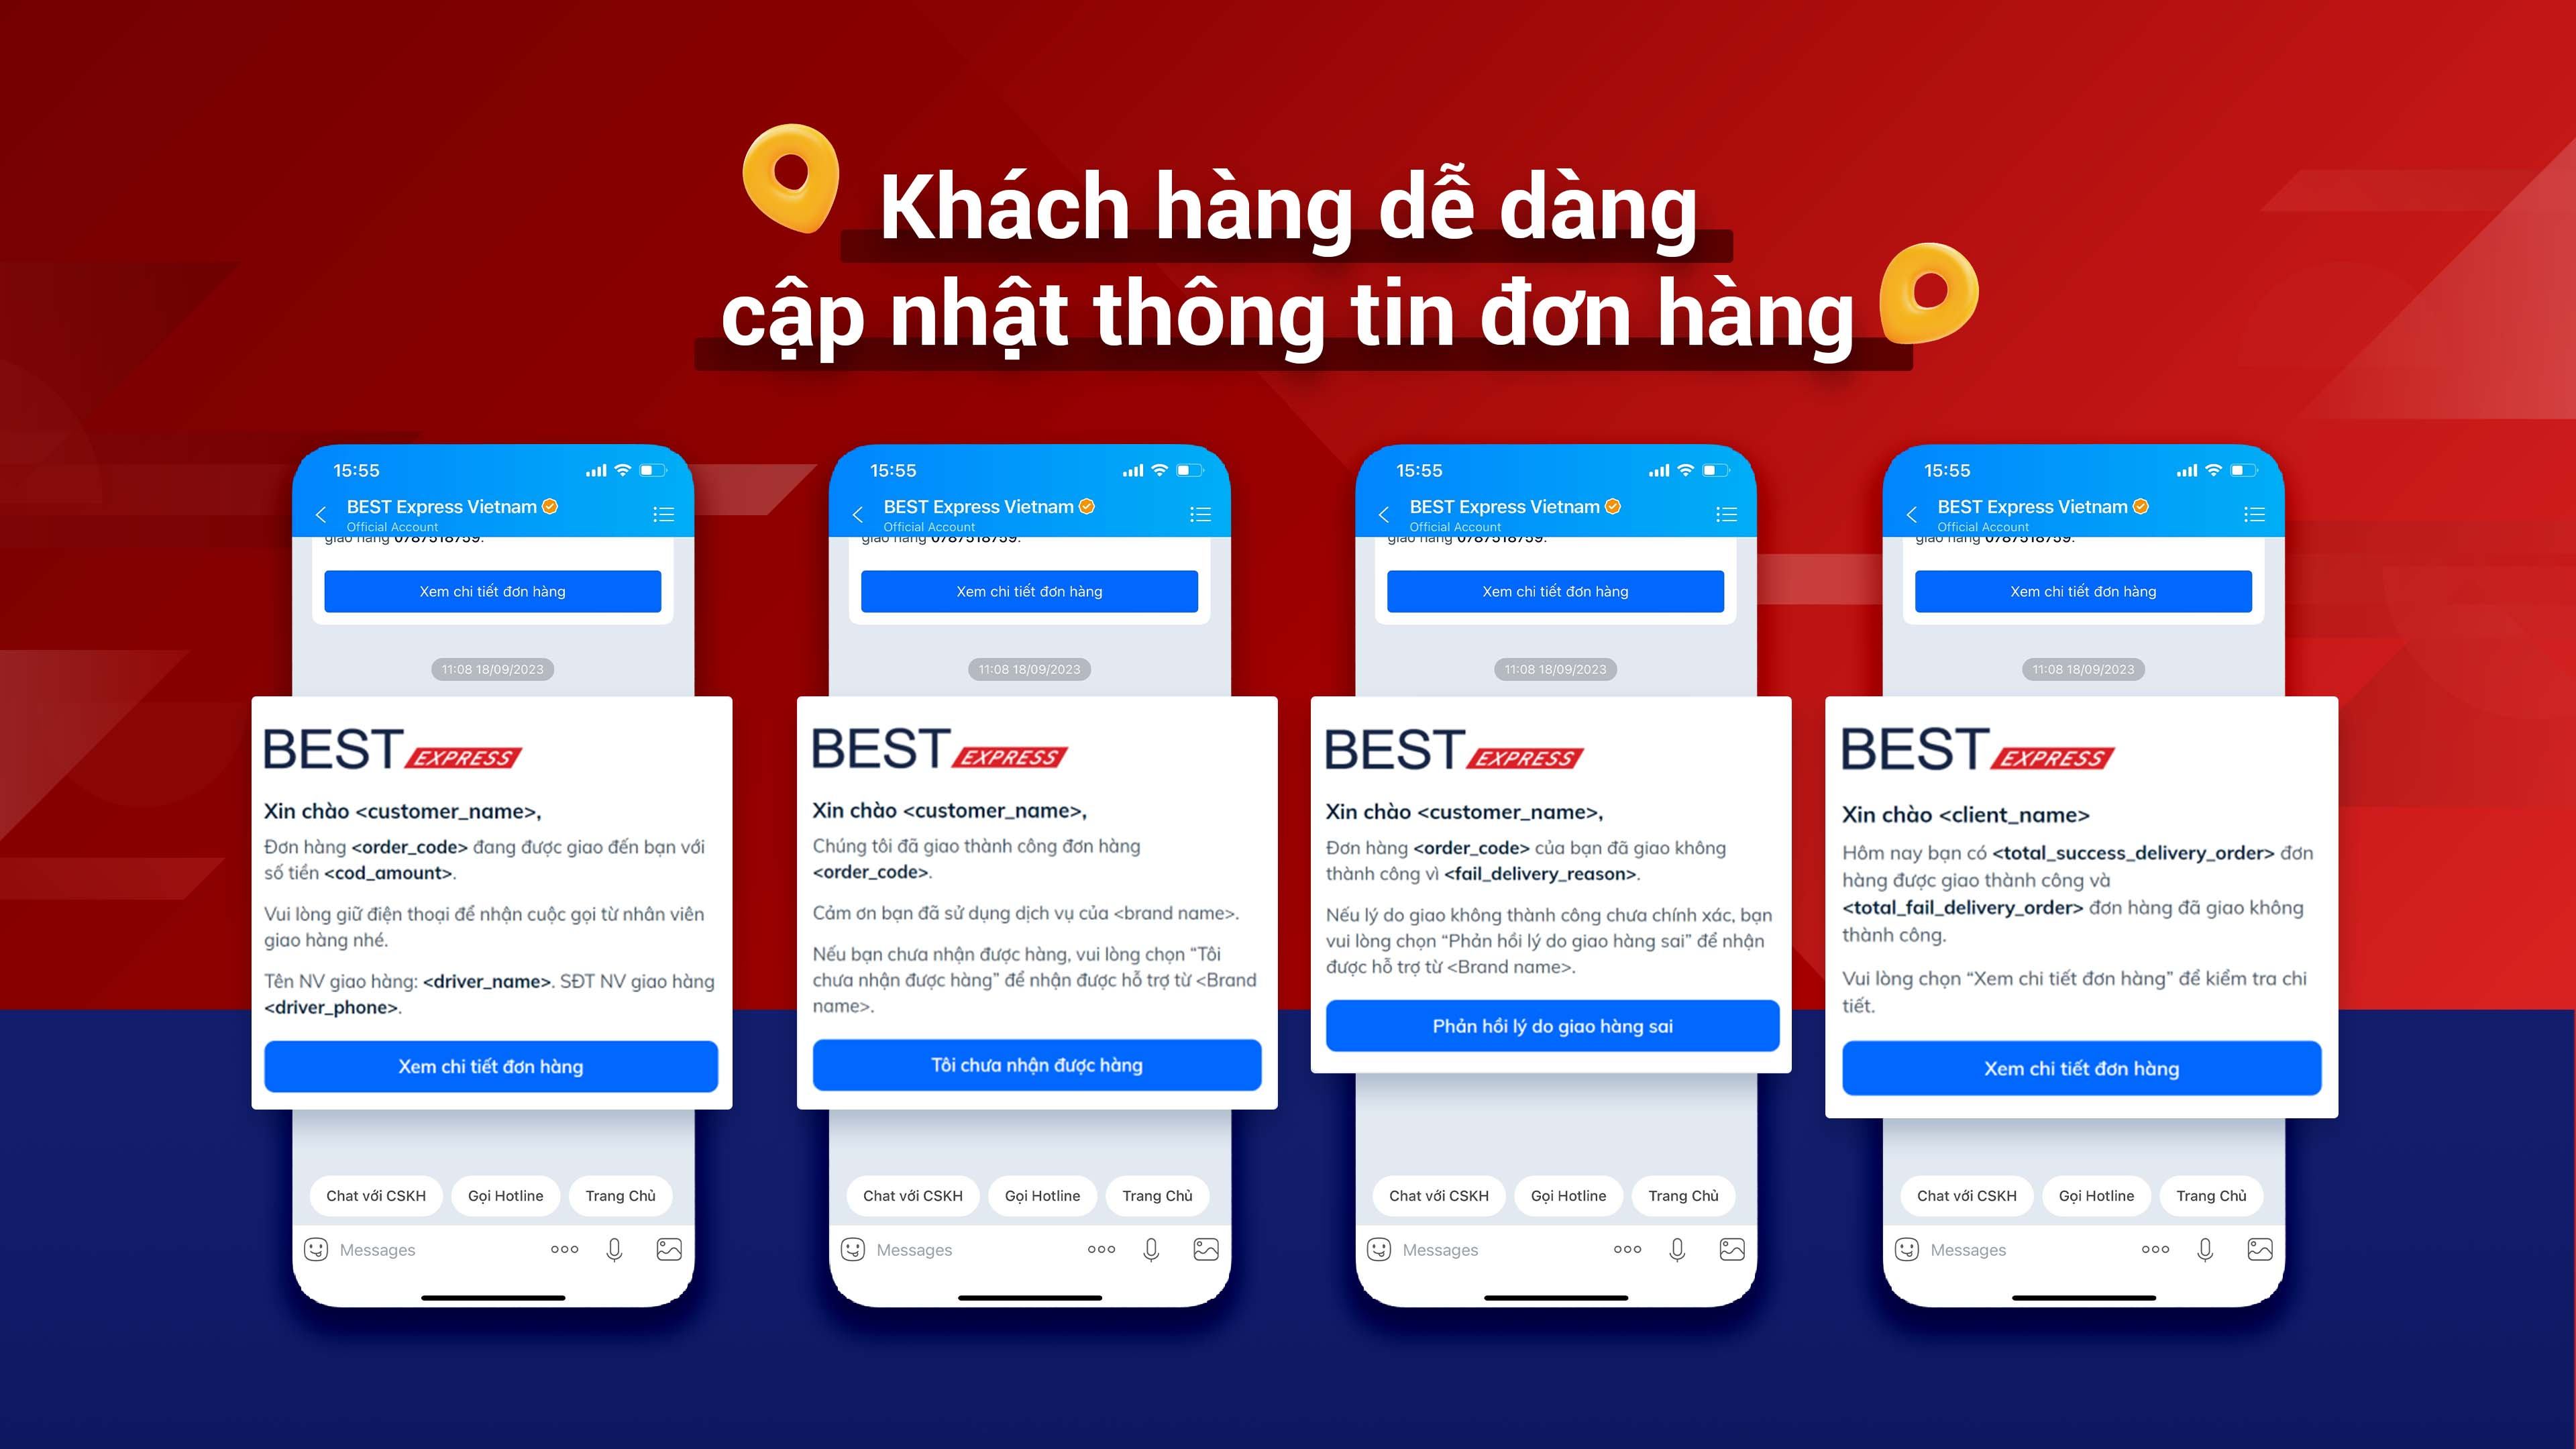 Khách hàng dễ dàng
cập nhật thông tin đơn hàng
15:55
BEST Express Vietnam
Official Account
giao hàng 0787518759.
Xem chi tiết đơn hàng
11:08 18/09/2023
BEST EXPRESS
Xin chào <customer_name>,
Đơn hàng <order_code> đang được giao đến bạn với
số tiền <cod_amount>.
Vui lòng giữ điện thoại để nhận cuộc gọi từ nhân viên
giao hàng nhé.
Tên NV giao hàng: <driver_name>. SĐT NV giao hàng
<driver_phone>.
Xem chi tiết đơn hàng
Chat với CSKH
Gọi Hotline
Trang Chủ
Messages
15:55
BEST Express Vietnam
Official Account
giao hàng 0787518759.
Xem chi tiết đơn hàng
11:08 18/09/2023
BEST EXPRESS
Xin chào <customer_name>,
Chúng tôi đã giao thành công đơn hàng
<order_code>.
Cảm ơn bạn đã sử dụng dịch vụ của <brand name>.
Nếu bạn chưa nhận được hàng, vui lòng chọn “Tôi
chưa nhận được hàng” để nhận được hỗ trợ từ <Brand
name>.
Tôi chưa nhận được hàng
Chat với CSKH
Gọi Hotline
Trang Chủ
Messages
15:55
BEST Express Vietnam
Official Account
giao hàng 0787518759.
Xem chi tiết đơn hàng
11:08 18/09/2023
BEST EXPRESS
Xin chào <customer_name>,
Đơn hàng <order_code> của bạn đã giao không
thành công vì <fail_delivery_reason>.
Nếu lý do giao không thành công chưa chính xác, bạn
vui lòng chọn “Phản hồi lý do giao hàng sai” để nhận
được hỗ trợ từ <Brand name>.
Phản hồi lý do giao hàng sai
Chat với CSKH
Gọi Hotline
Trang Chủ
Messages
15:55
BEST Express Vietnam
Official Account
giao hàng 0787518759.
Xem chi tiết đơn hàng
11:08 18/09/2023
BEST EXPRESS
Xin chào <client_name>
Hôm nay bạn có <total_success_delivery_order> đơn
hàng được giao thành công và
<total_fail_delivery_order> đơn hàng đã giao không
thành công.
Vui lòng chọn “Xem chi tiết đơn hàng” để kiểm tra chi
tiết.
Xem chi tiết đơn hàng
Chat với CSKH
Gọi Hotline
Trang Chủ
Messages